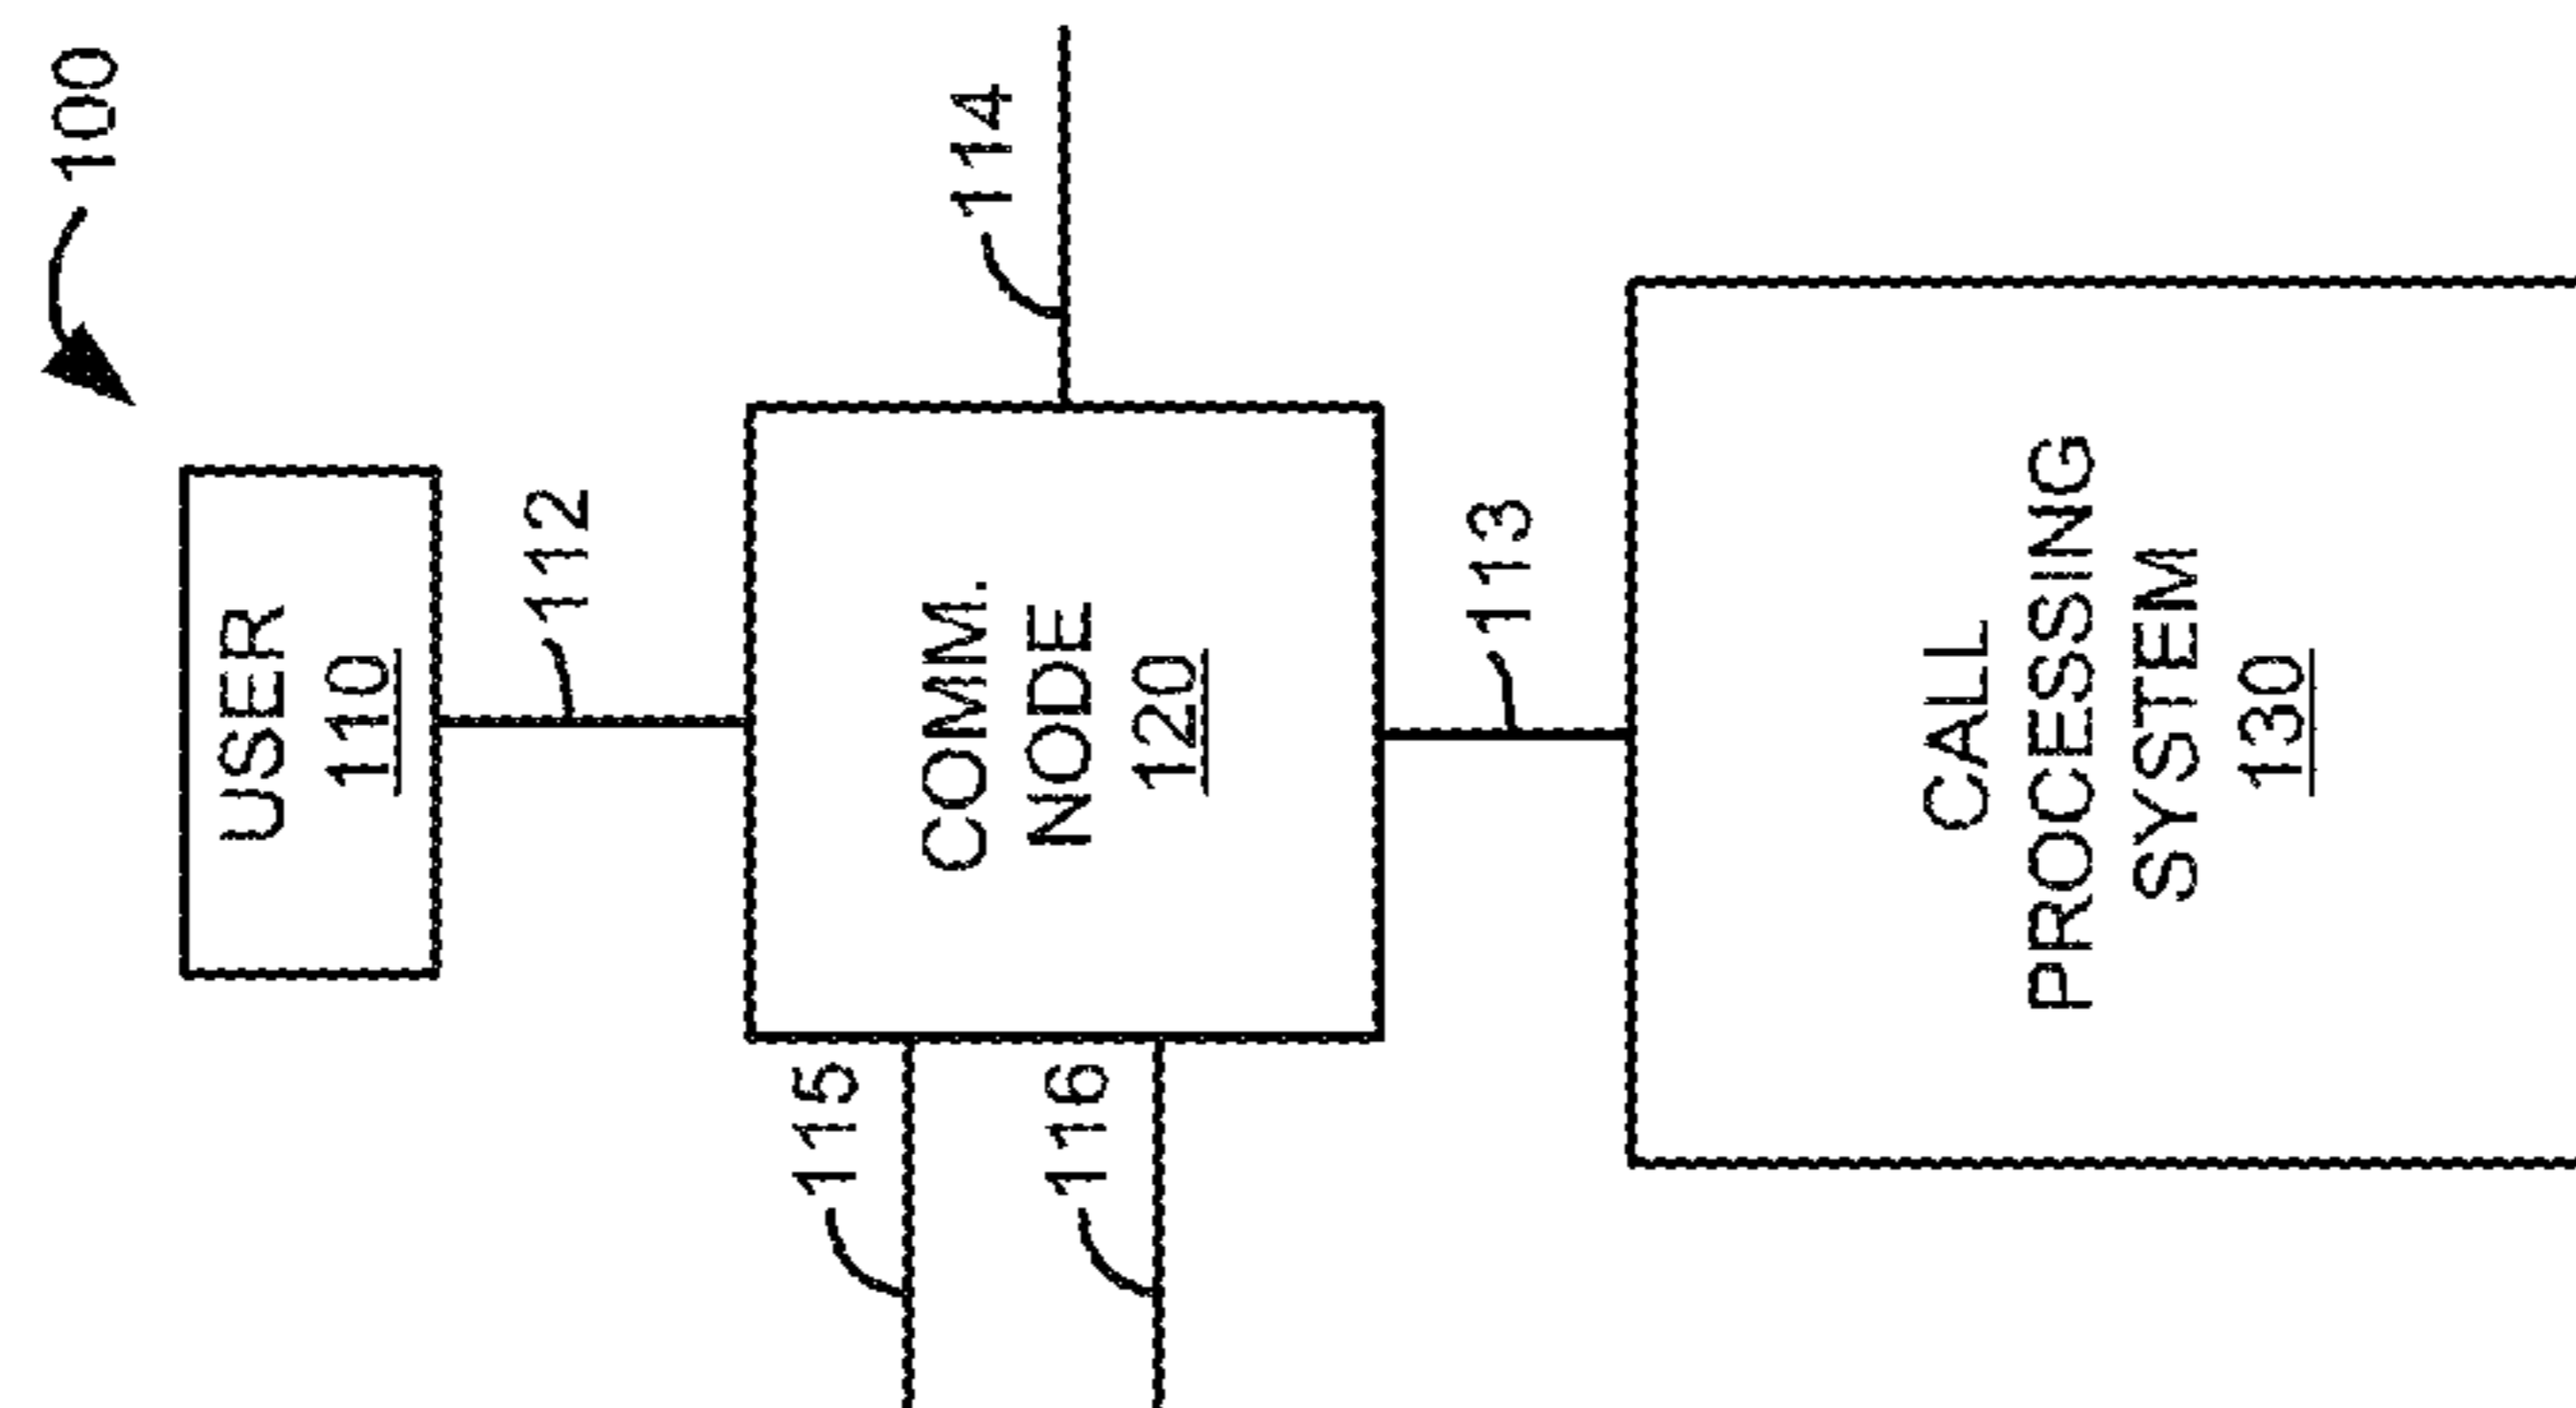 100
USER
110
112
114
COMM.
NODE
120
115
116
113
CALL
PROCESSING
SYSTEM
130